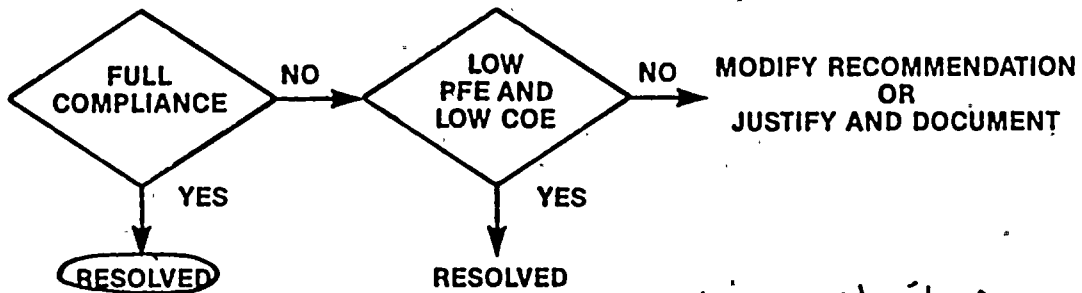 FULL
COMPLIANCE
NO
LOW
PFE AND
LOW COE
NO
MODIFY RECOMMENDATION
OR
JUSTIFY AND DOCUMENT
YES
YES
RESOLVED
RESOLVED